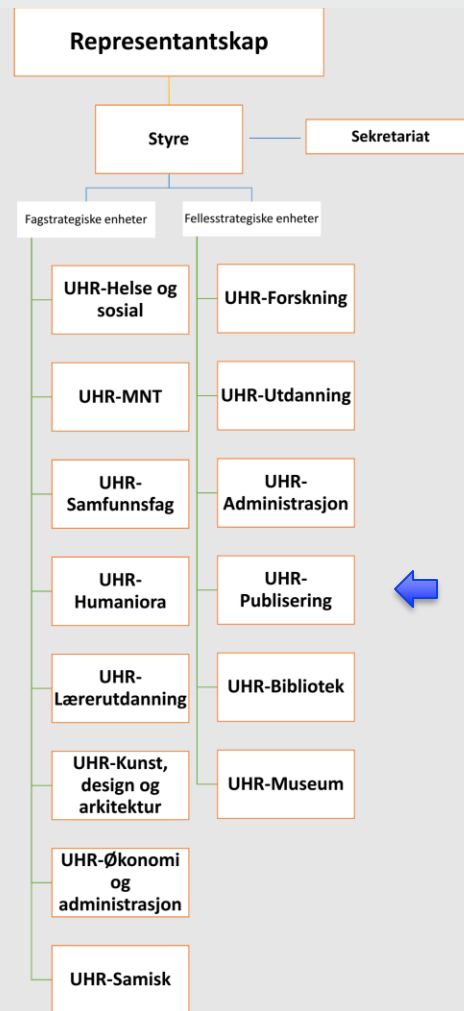 Representantskap
Styre
Sekretariat
Fagstrategiske enheter
Fellesstrategiske enheter
UHR-Helse og
sosial
UHR-MNT
UHR-
Samfunnsfag
UHR-
Humaniora
UHR-
Lærerutdanning
UHR-Kunst,
design og
arkitektur
UHR-Økonomi
og
administrasjon
UHR-Samisk
UHR-Forskning
UHR-Utdanning
UHR-
Administrasjon
UHR-
Publisering
UHR-Bibliotek
UHR-Museum